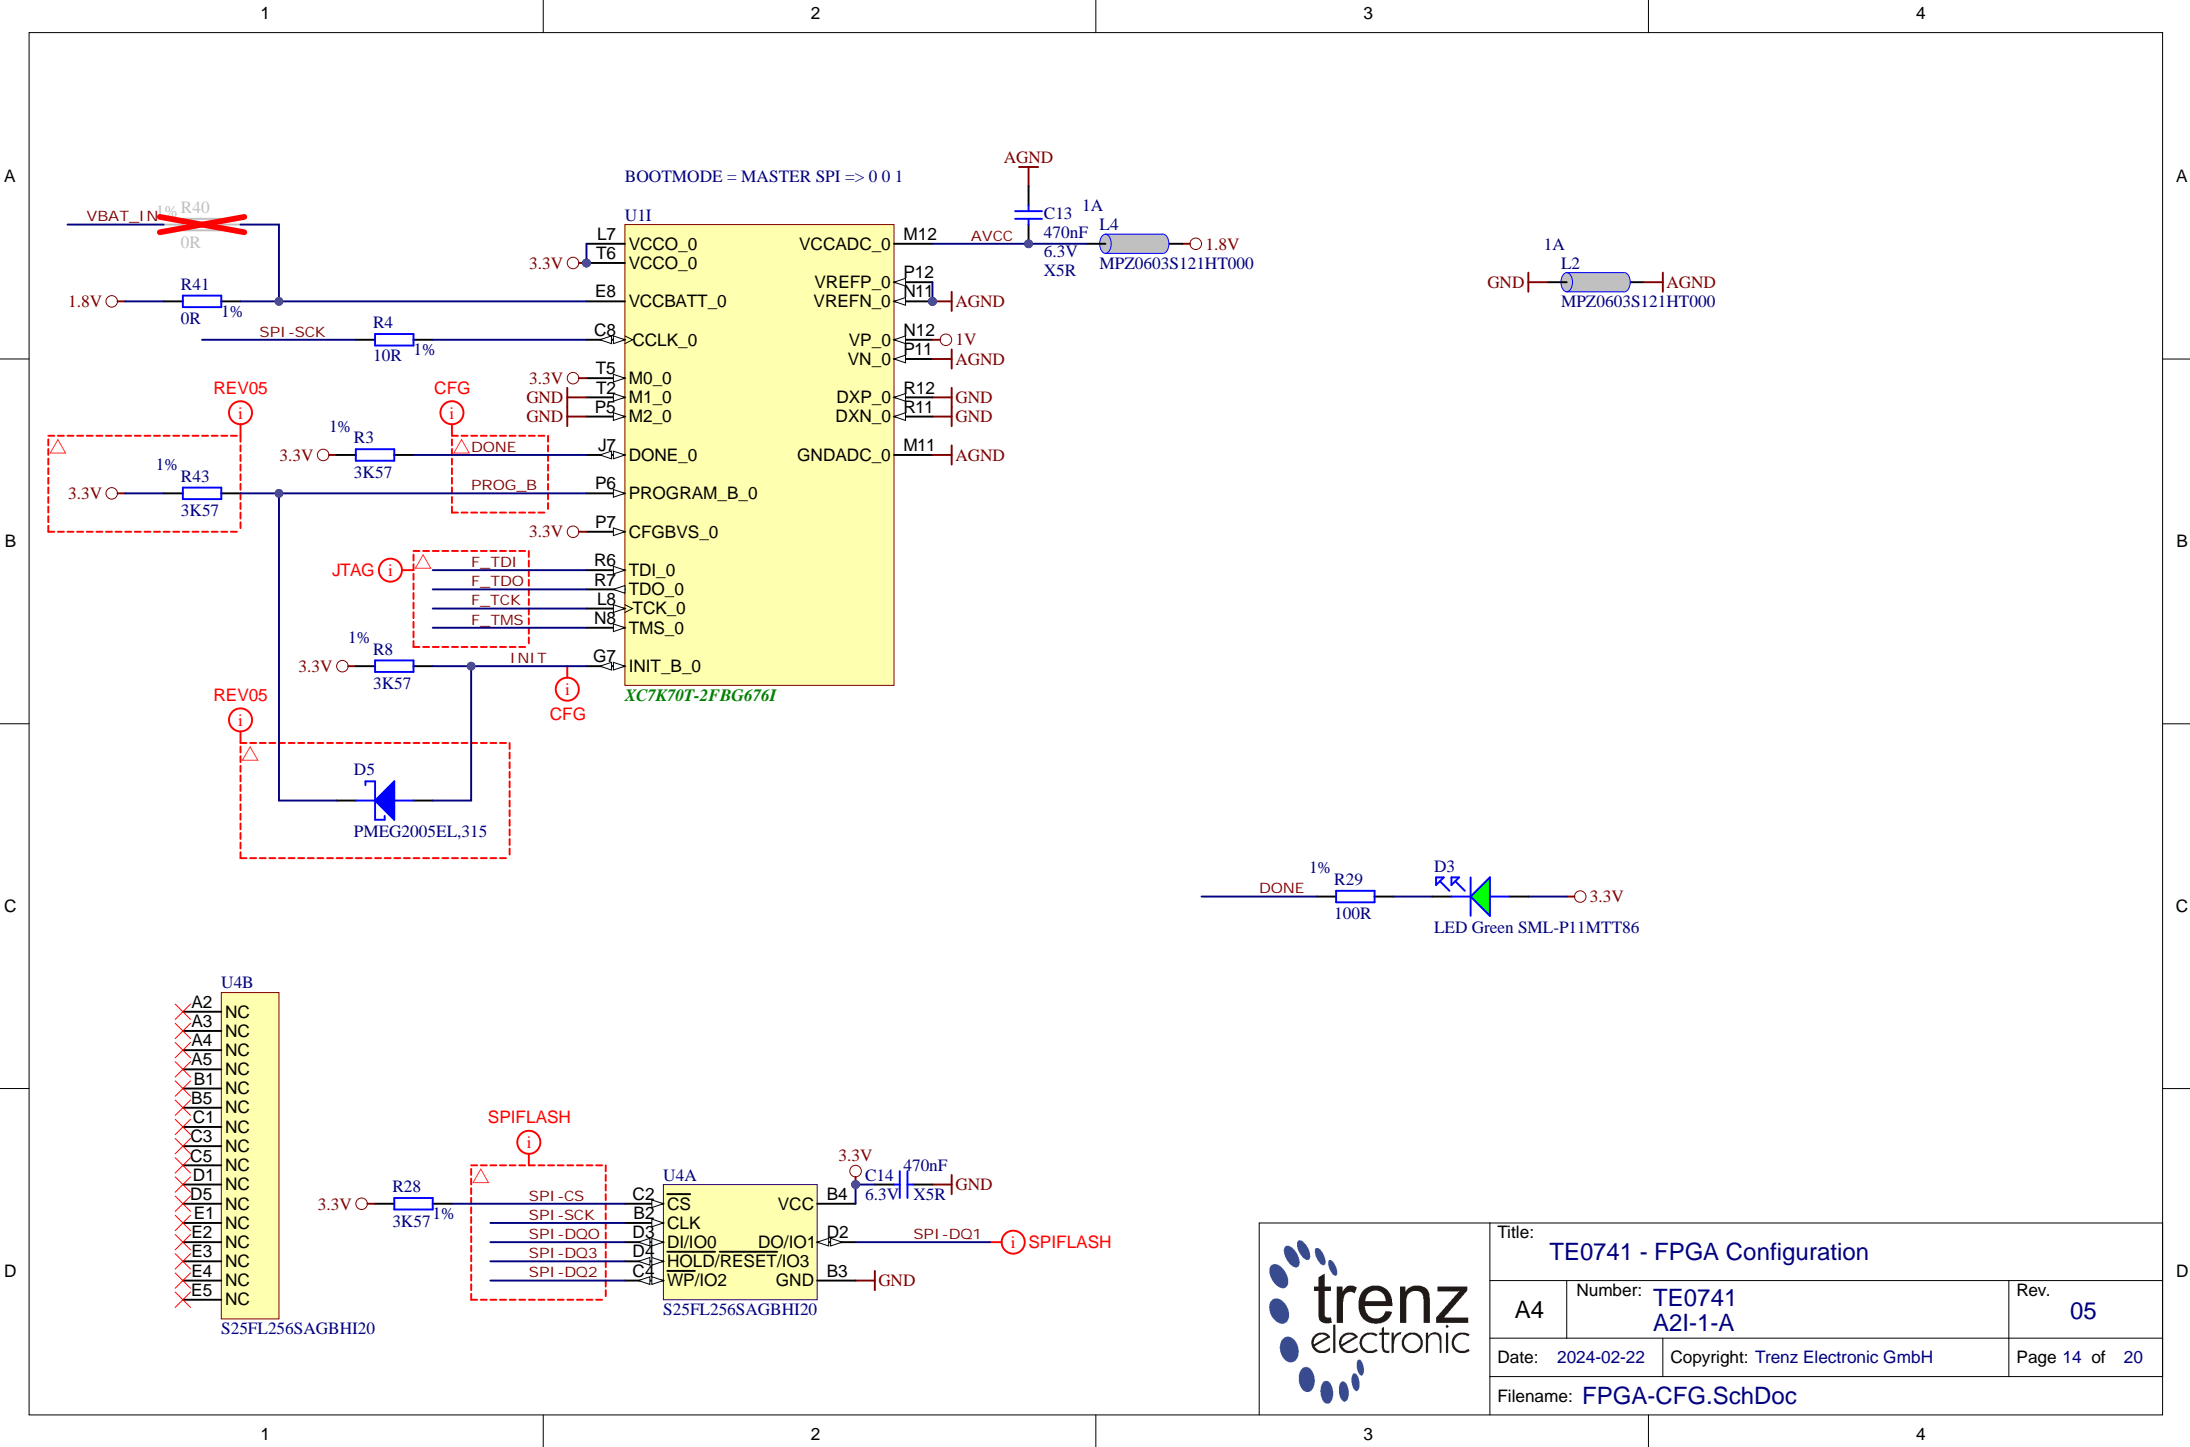 1 2 3 4
A A
B B
C C
D D
BOOTMODE = MASTER SPI => 0 0 1
VBAT_IN
1% R40
0R
1.8V
R41
0R
1%
SPI-SCK
R4
10R
1%
U1I
3.3V
L7 VCCO_0
T6 VCCO_0
E8 VCCBATT_0
C8 CCLK_0
3.3V T5 M0_0
GND T2 M1_0
GND P5 M2_0
J7 DONE_0
P6 PROGRAM_B_0
3.3V P7 CFGBVS_0
F_TDI R6 TDI_0
F_TDO R7 TDO_0
F_TCK L8 TCK_0
F_TMS N8 TMS_0
INIT G7 INIT_B_0
XC7K70T-2FBG676I
VCCADC_0 M12 AVCC
VREFP_0 P12
VREFN_0 N11 AGND
VP_0 N12 1V
VN_0 P11 AGND
DXP_0 R12 GND
DXN_0 R11 GND
GNDADC_0 M11 AGND
AGND
C13
470nF
6.3V
X5R
1A
L4
1.8V
MPZ0603S121HT000
1A
L2
GND AGND
MPZ0603S121HT000
REV05
i
1%
R43
3.3V
3K57
CFG
i
1%
R3
3.3V
3K57
DONE
PROG_B
JTAG i
1%
R8
3.3V
3K57
i
CFG
REV05
i
D5
PMEG2005EL,315
DONE
1%
R29
100R
D3
3.3V
LED Green SML-P11MTT86
U4B
A2 NC
A3 NC
A4 NC
A5 NC
B1 NC
B5 NC
C1 NC
C3 NC
C5 NC
D1 NC
D5 NC
E1 NC
E2 NC
E3 NC
E4 NC
E5 NC
S25FL256SAGBHI20
SPIFLASH
i
3.3V
R28
3K57
1%
U4A
SPI-CS C2 CS
SPI-SCK B2 CLK
SPI-DQ0 D3 DI/IO0
SPI-DQ3 D4 HOLD/RESET/IO3
SPI-DQ2 C4 WP/IO2
VCC B4
DO/IO1 D2 SPI-DQ1 i SPIFLASH
GND B3 GND
S25FL256SAGBHI20
3.3V
C14
470nF
6.3V X5R
GND
trenz
electronic
Title:
TE0741 - FPGA Configuration
A4
Number: TE0741
A2I-1-A
Rev.
05
Date: 2024-02-22 Copyright: Trenz Electronic GmbH Page 14 of 20
Filename: FPGA-CFG.SchDoc
1 2 3 4